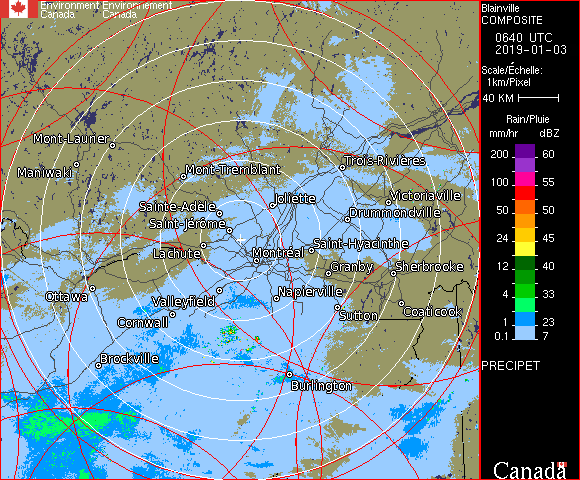 Environment Environnement
Canada Canada
Blainville
COMPOSITE
0640 UTC
2019-01-03
Scale/Échelle:
1km/Pixel
40 KM
Rain/Pluie
mm/hr dBZ
200 60
100 55
50 50
24 45
12 40
4 33
1 23
0.1 7
PRECIPET
Canada
Mont-Laurier
Maniwaki
Mont-Tremblant
Trois-Rivières
Sainte-Adele
Joliette
Victoriaville
Saint-Jérôme
Drummondville
Lachute
Montréal
Saint-Hyacinthe
Granby
Sherbrooke
Ottawa
Valleyfield
Napierville
Cornwall
Sutton
Coaticook
Brockville
Burlington